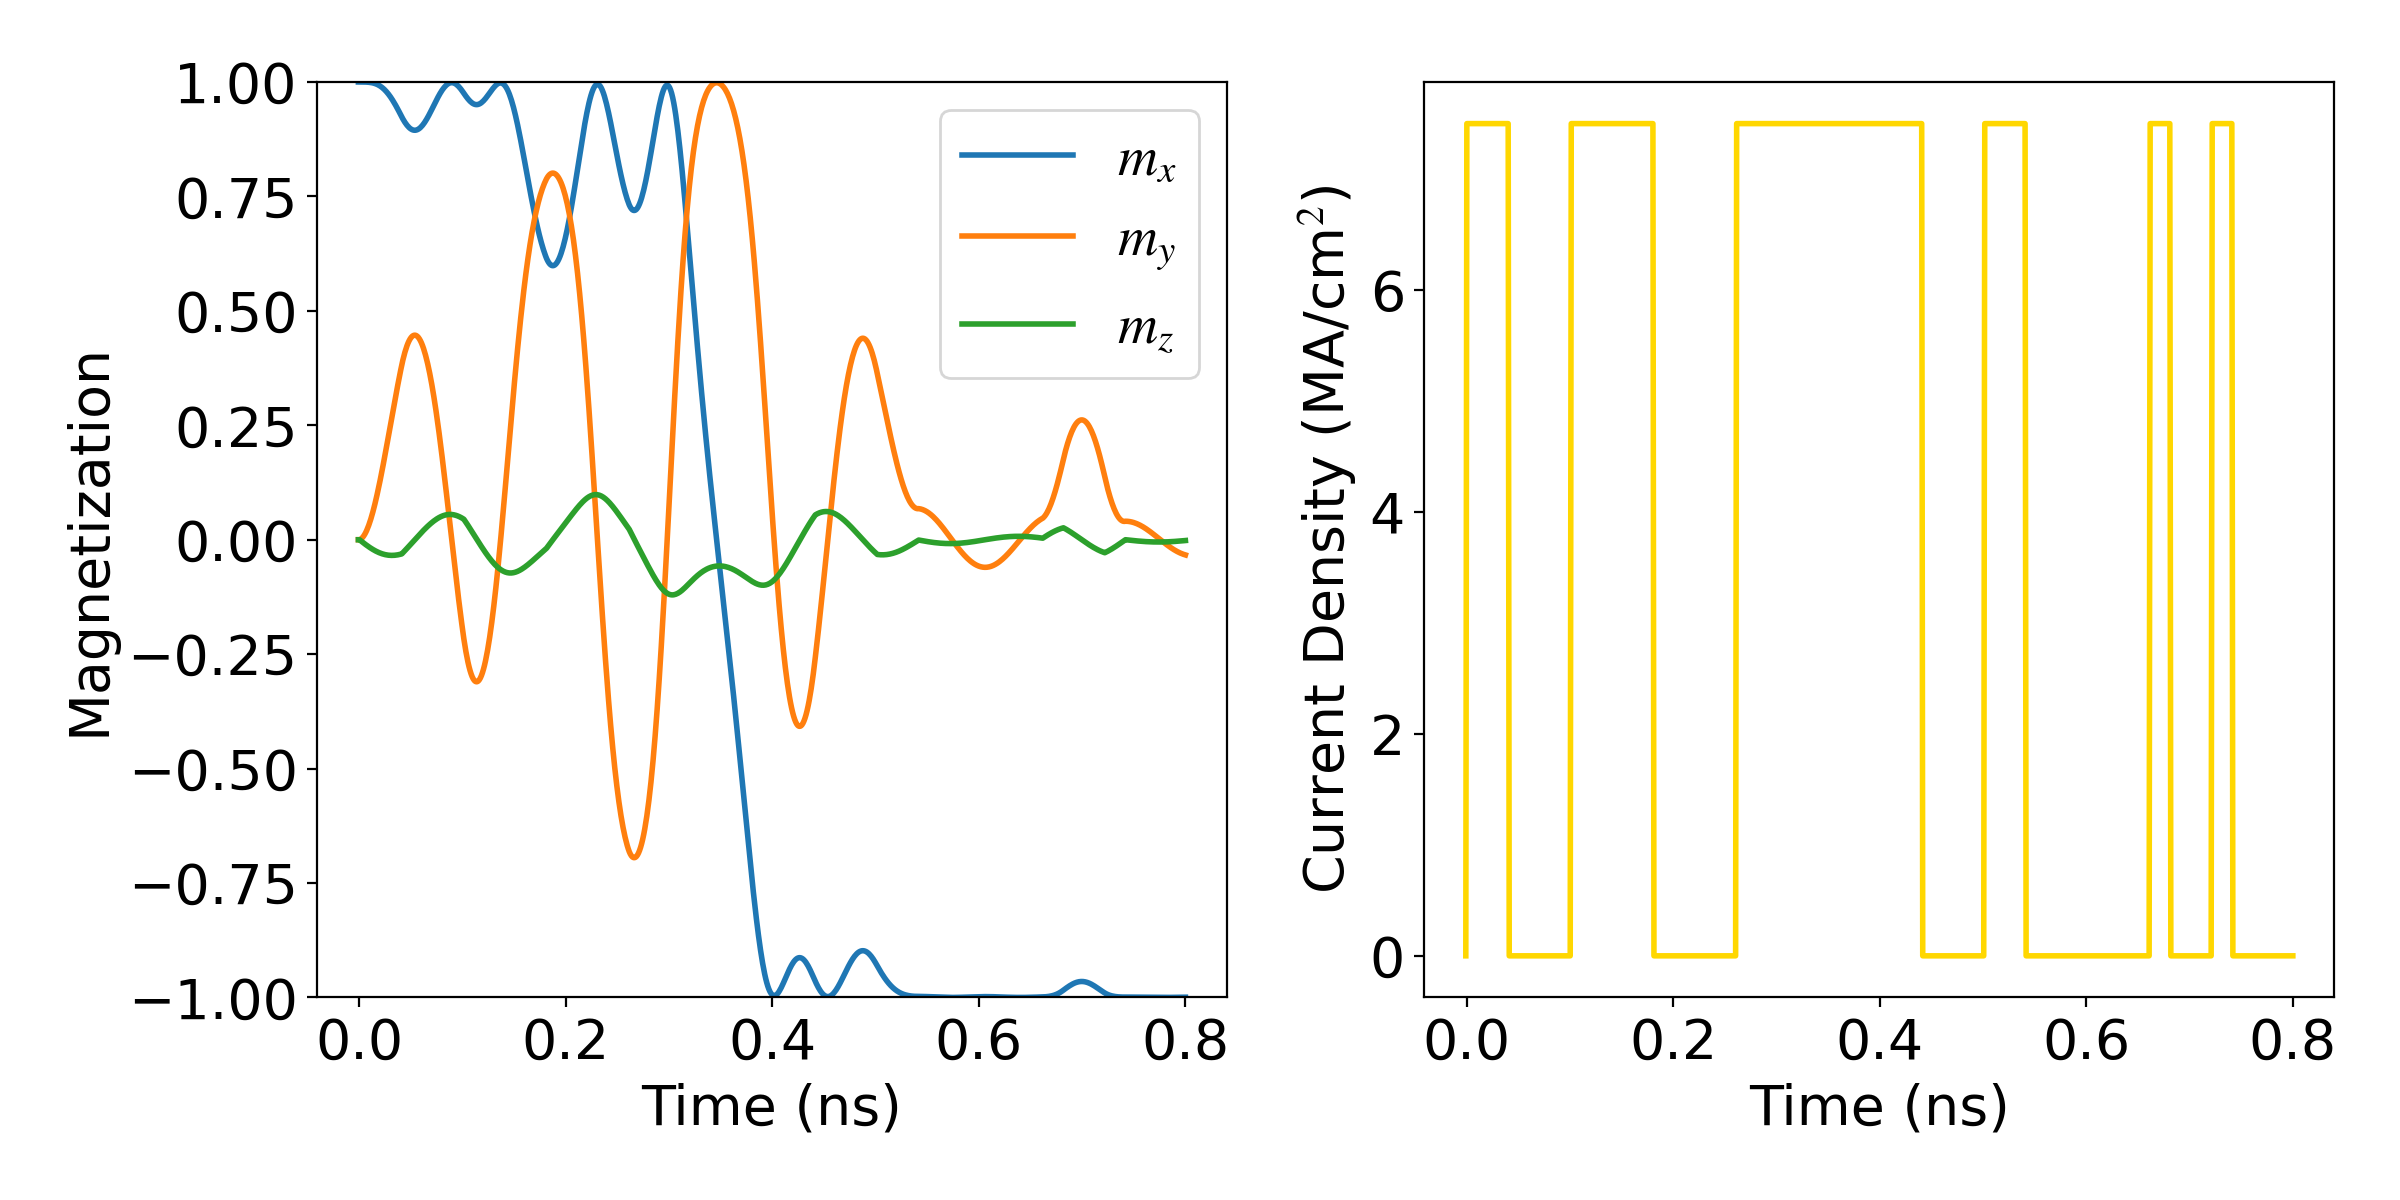 1.00
0.75
0.50
0.25
0.00
−0.25
−0.50
−0.75
−1.00
Magnetization
0.0 0.2 0.4 0.6 0.8
Time (ns)
m_x
m_y
m_z
6
4
2
0
Current Density (MA/cm²)
0.0 0.2 0.4 0.6 0.8
Time (ns)